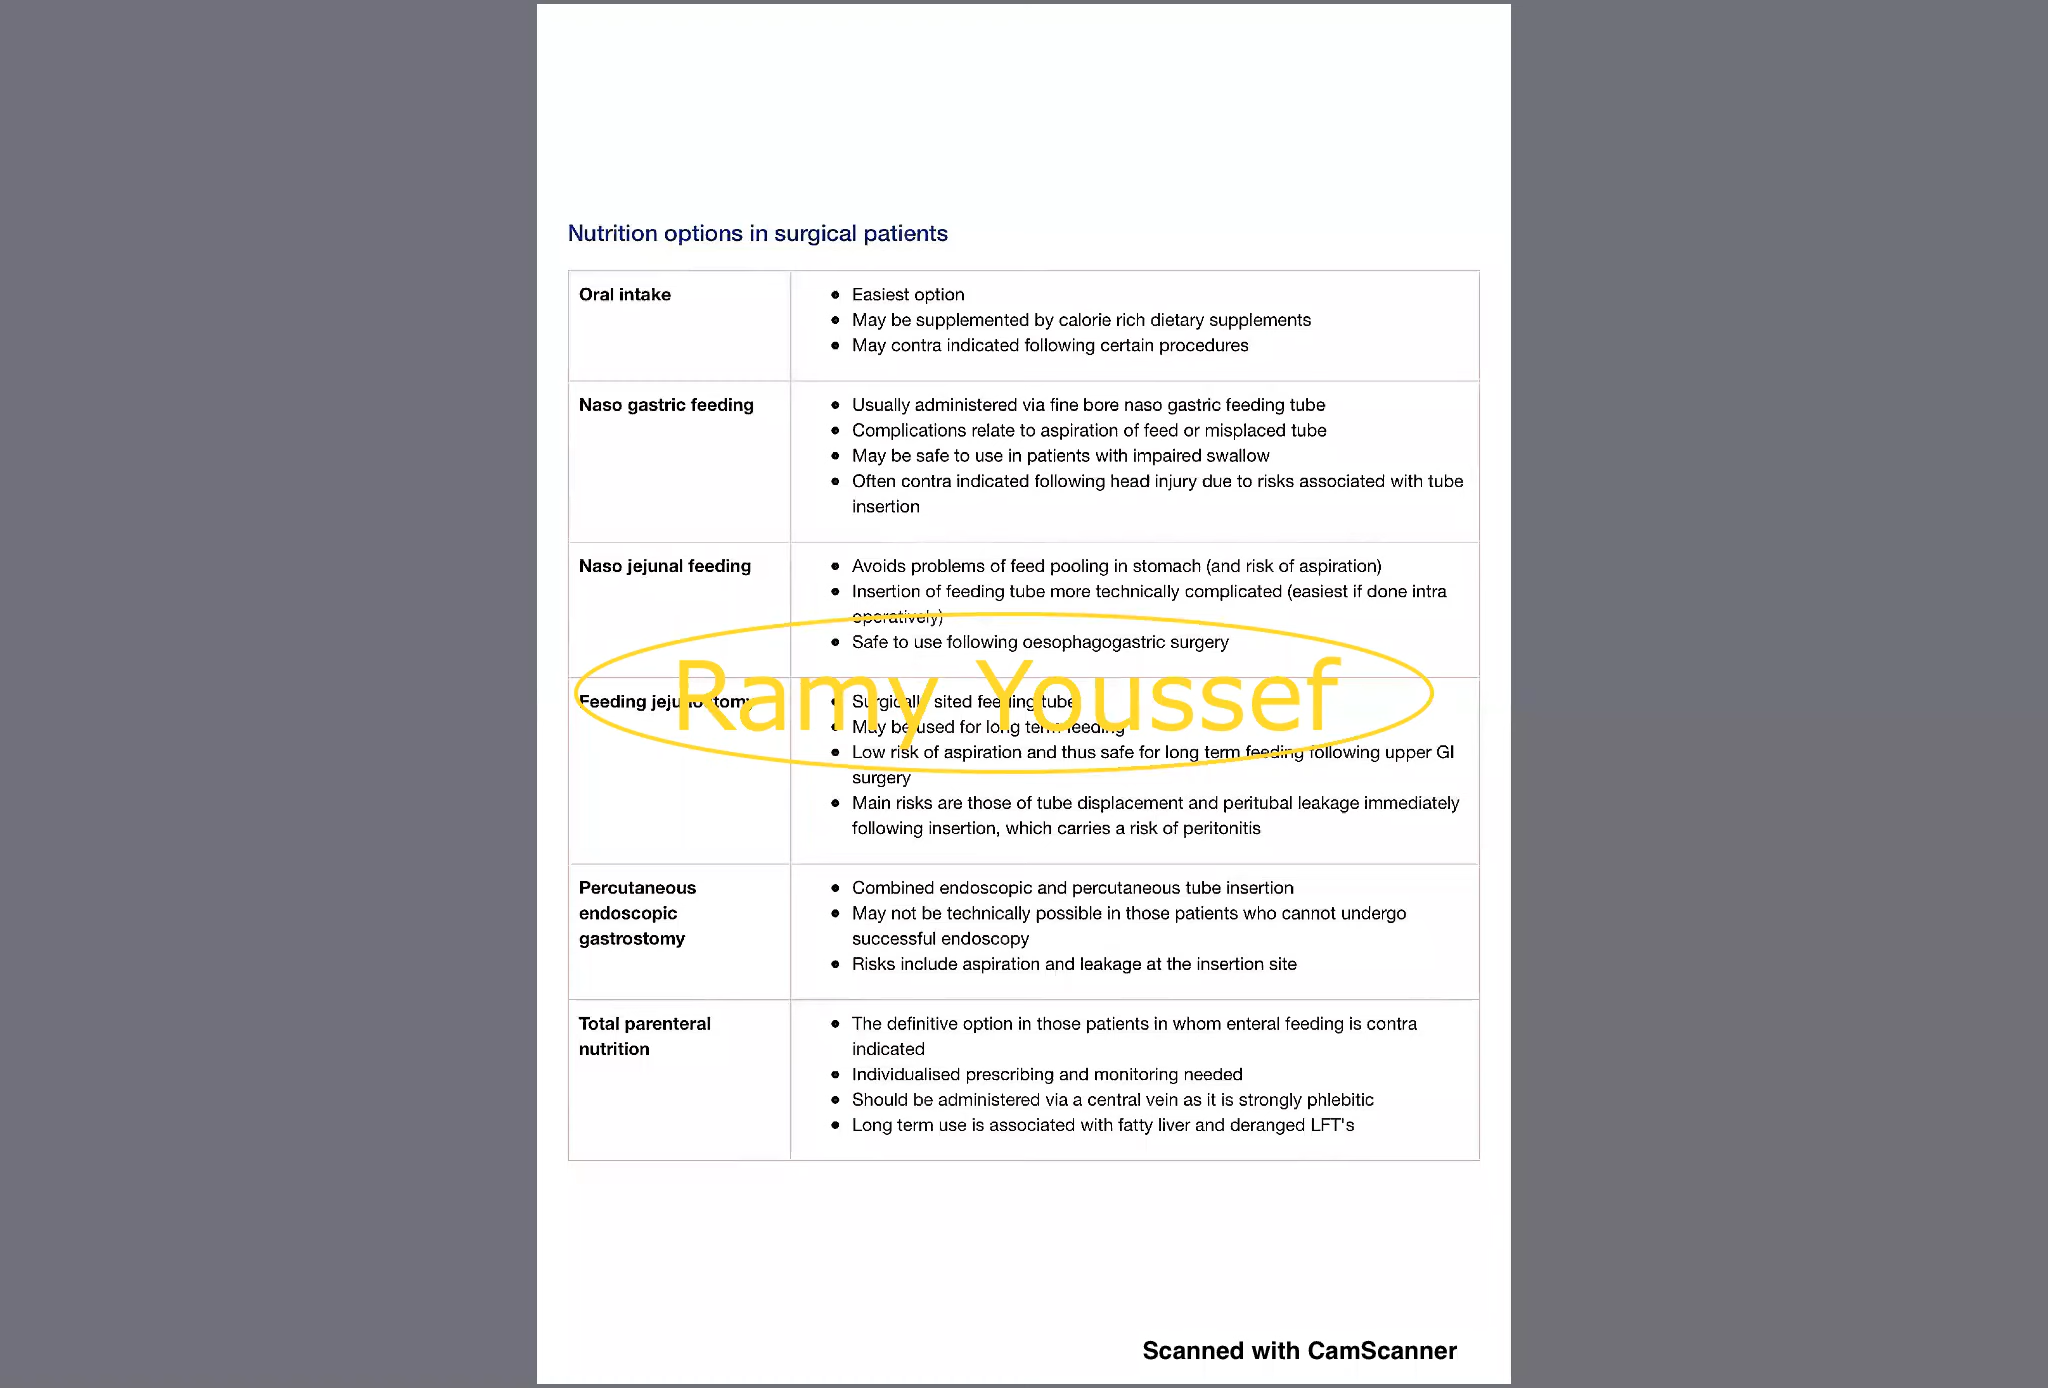 Nutrition options in surgical patients
Oral intake
Easiest option
May be supplemented by calorie rich dietary supplements
May contra indicated following certain procedures
Naso gastric feeding
Usually administered via fine bore naso gastric feeding tube
Complications relate to aspiration of feed or misplaced tube
May be safe to use in patients with impaired swallow
Often contra indicated following head injury due to risks associated with tube
insertion
Naso jejunal feeding
Avoids problems of feed pooling in stomach (and risk of aspiration)
Insertion of feeding tube more technically complicated (easiest if done intra
operatively)
Safe to use following oesophagogastric surgery
Ramy Youssef
Feeding jejunostomy
Surgically sited feeding tube
May be used for long term feeding
Low risk of aspiration and thus safe for long term feeding following upper GI
surgery
Main risks are those of tube displacement and peritubal leakage immediately
following insertion, which carries a risk of peritonitis
Percutaneous
endoscopic
gastrostomy
Combined endoscopic and percutaneous tube insertion
May not be technically possible in those patients who cannot undergo
successful endoscopy
Risks include aspiration and leakage at the insertion site
Total parenteral
nutrition
The definitive option in those patients in whom enteral feeding is contra
indicated
Individualised prescribing and monitoring needed
Should be administered via a central vein as it is strongly phlebitic
Long term use is associated with fatty liver and deranged LFT's
Scanned with CamScanner